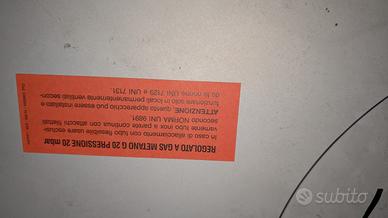 REGOLATO A GAS METANO G 20 PRESSIONE 20 mbar
In caso di allacciamento con tubo flessibile usare esclusi-
vamente tubo a parete continua con attacchi filettati
secondo NORMA UNI 9891.
ATTENZIONE: questa apparecchio può essere installato e
funzionare solo in locali permanentemente ventilati secon-
do le norme UNI 7129 e UNI 7131.
subito